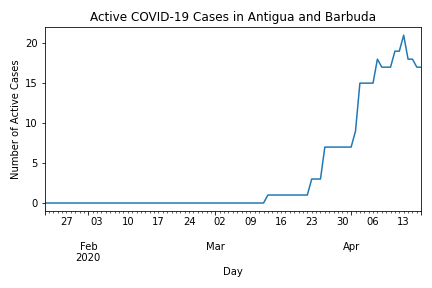 Active COVID-19 Cases in Antigua and Barbuda
Number of Active Cases
20
15
10
5
0
27 03 10 17 24 02 09 16 23 30 06 13
Feb Mar Apr
2020
Day